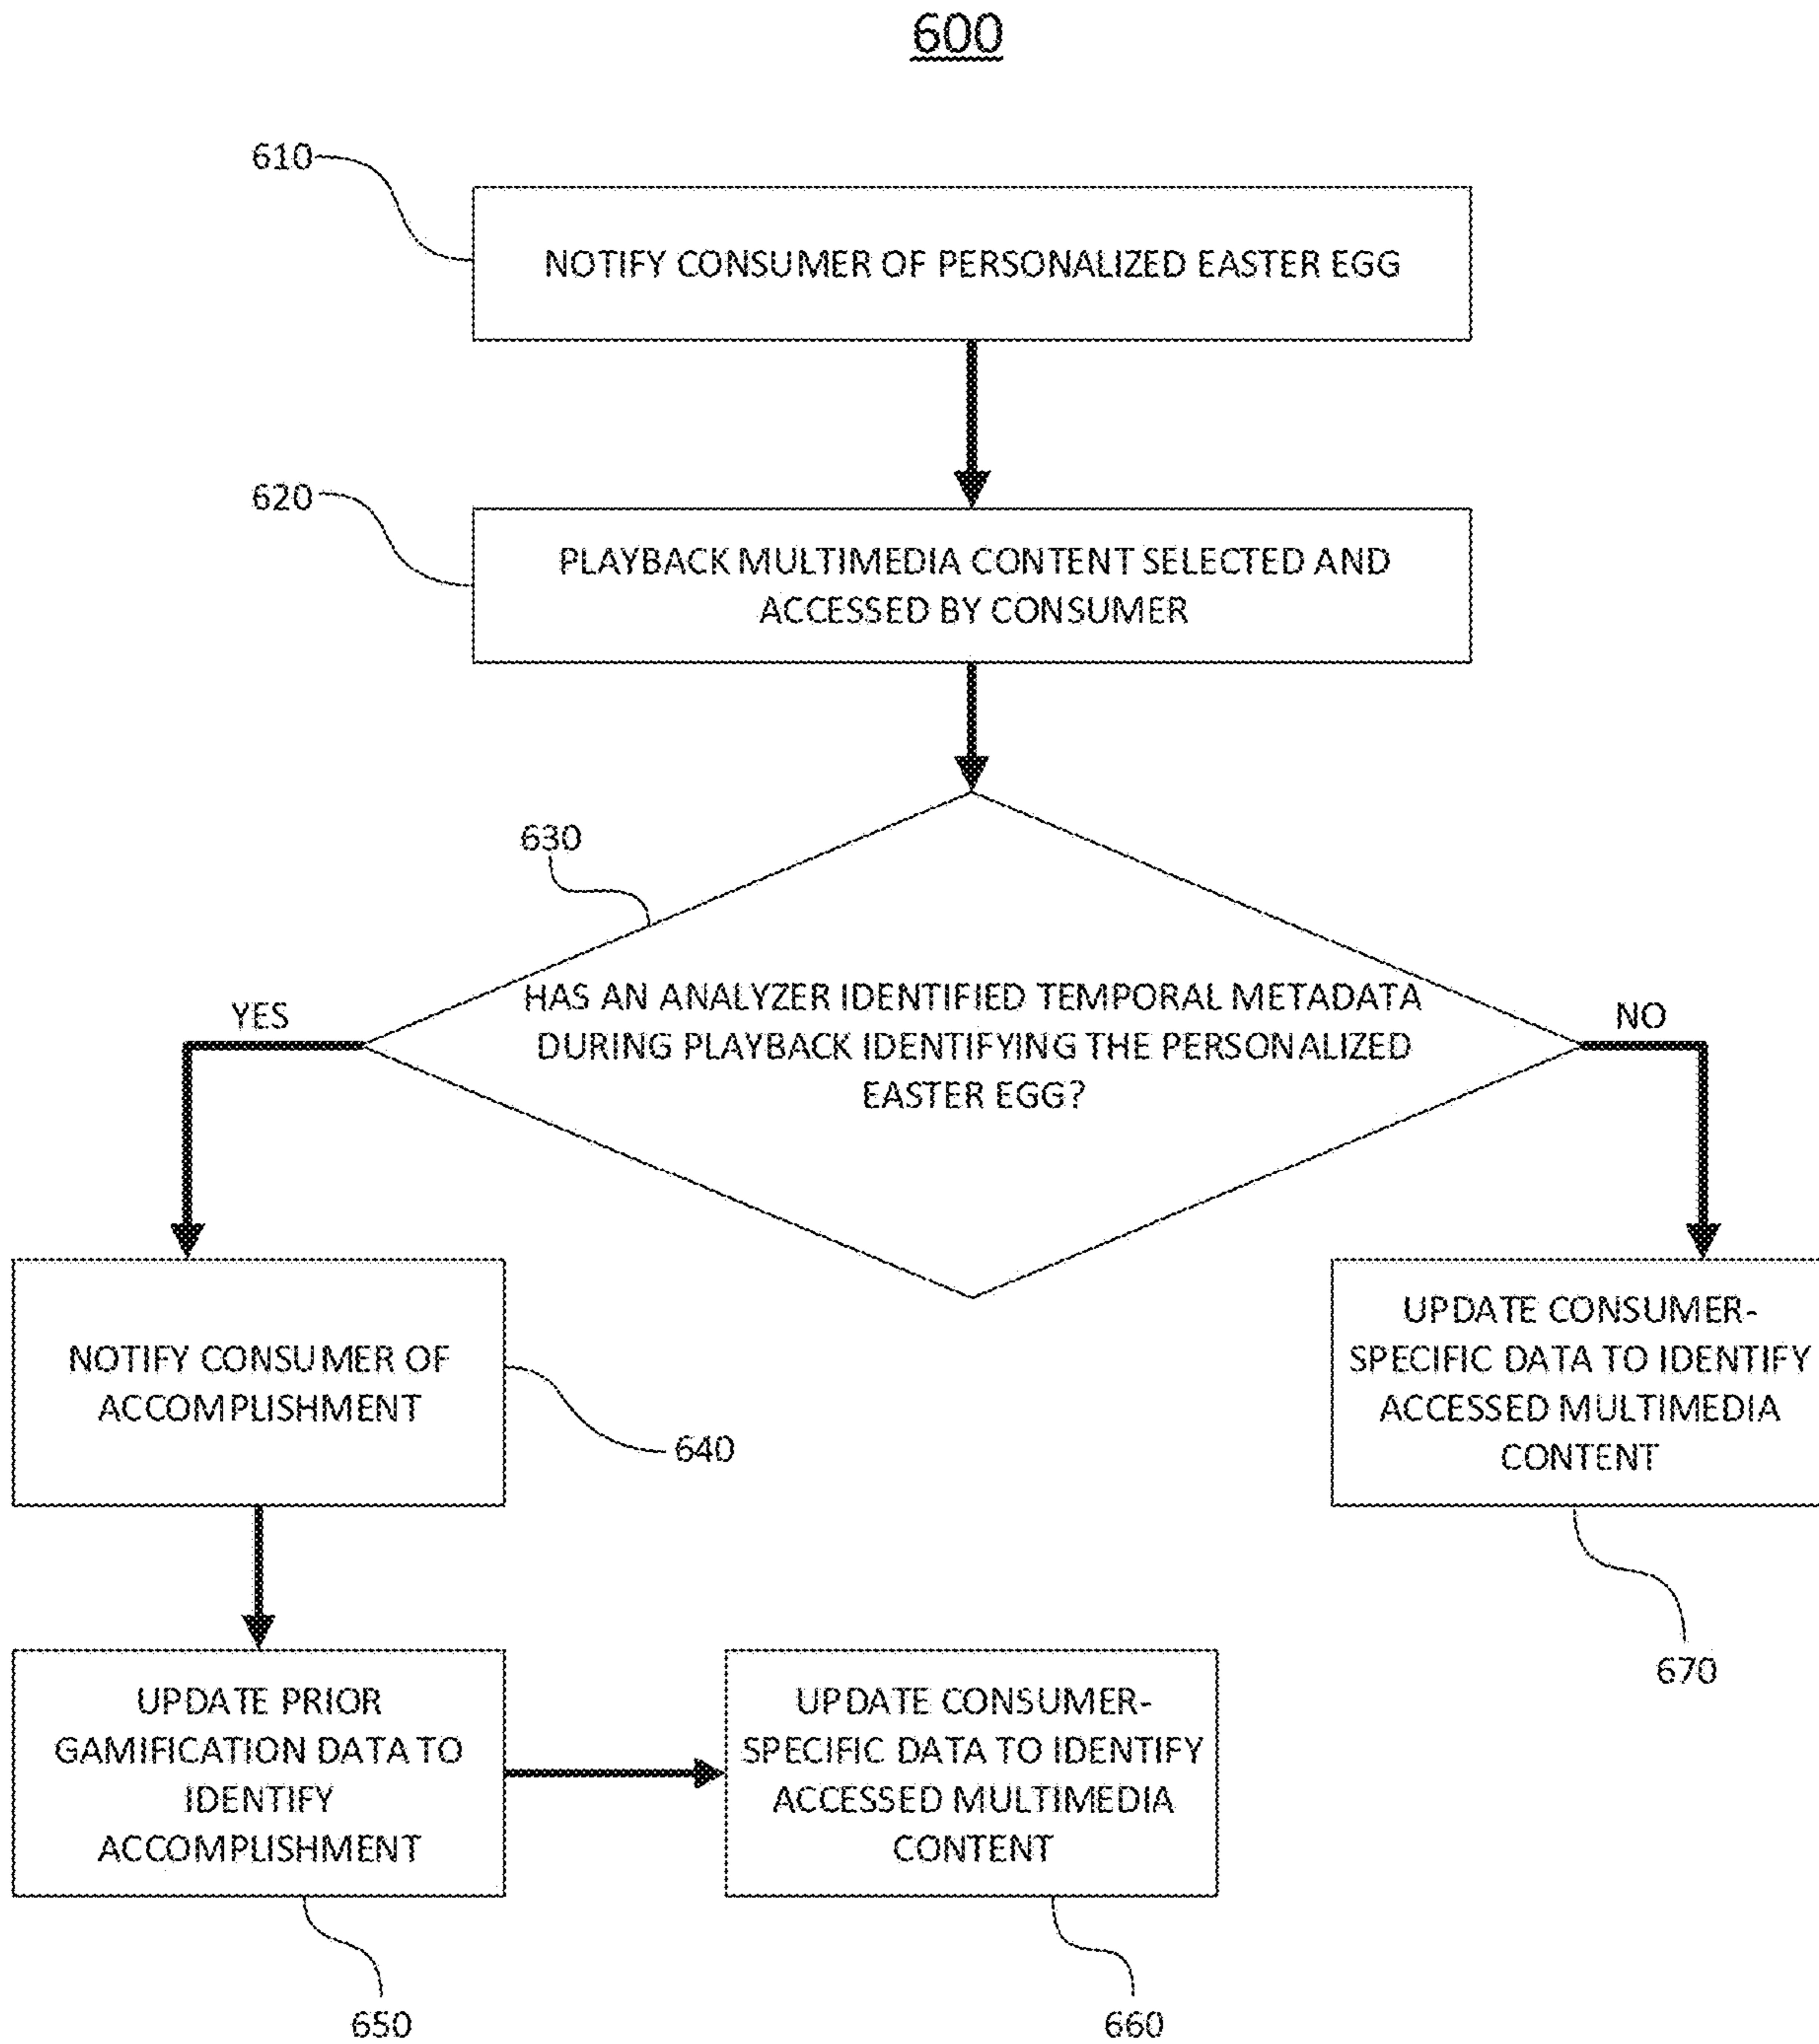 600
610
NOTIFY CONSUMER OF PERSONALIZED EASTER EGG
620
PLAYBACK MULTIMEDIA CONTENT SELECTED AND
ACCESSED BY CONSUMER
630
HAS AN ANALYZER IDENTIFIED TEMPORAL METADATA
DURING PLAYBACK IDENTIFYING THE PERSONALIZED
EASTER EGG?
YES
NO
NOTIFY CONSUMER OF
ACCOMPLISHMENT
640
UPDATE CONSUMER-
SPECIFIC DATA TO IDENTIFY
ACCESSED MULTIMEDIA
CONTENT
670
UPDATE PRIOR
GAMIFICATION DATA TO
IDENTIFY
ACCOMPLISHMENT
650
UPDATE CONSUMER-
SPECIFIC DATA TO IDENTIFY
ACCESSED MULTIMEDIA
CONTENT
660